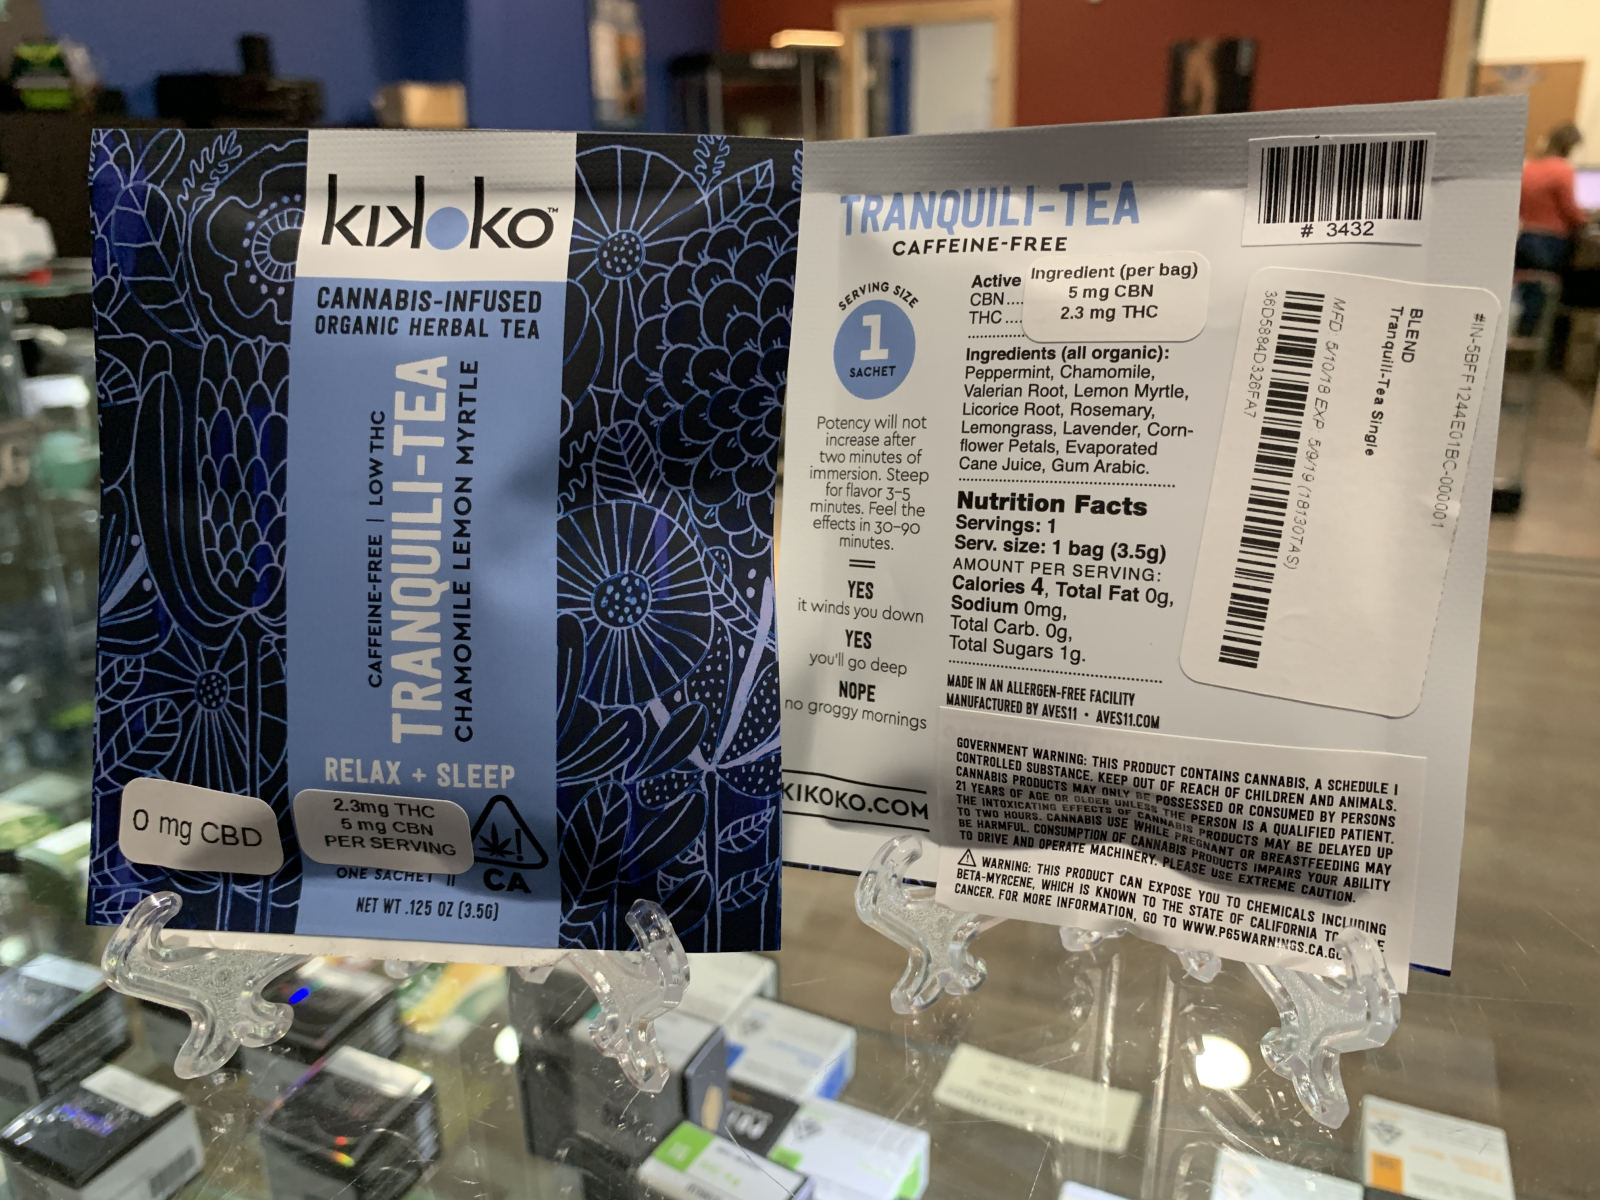 kikoko™
CANNABIS-INFUSED
ORGANIC HERBAL TEA
CAFFEINE-FREE | LOW THC
TRANQUILI-TEA
CHAMOMILE LEMON MYRTLE
RELAX + SLEEP
0 mg CBD
2.3mg THC
5 mg CBN
PER SERVING
ONE SACHET
CA
NET WT .125 OZ (3.5G)
TRANQUILI-TEA
CAFFEINE-FREE
SERVING SIZE
1
SACHET
Potency will not
increase after
two minutes of
immersion. Steep
for flavor 3-5
minutes. Feel the
effects in 30-90
minutes.
YES
it winds you down
YES
you'll go deep
NOPE
no groggy mornings
KIKOKO.COM
Active
CBN....
THC....
Ingredient (per bag)
5 mg CBN
2.3 mg THC
Ingredients (all organic):
Peppermint, Chamomile,
Valerian Root, Lemon Myrtle,
Licorice Root, Rosemary,
Lemongrass, Lavender, Corn-
flower Petals, Evaporated
Cane Juice, Gum Arabic.
Nutrition Facts
Servings: 1
Serv. size: 1 bag (3.5g)
AMOUNT PER SERVING:
Calories 4, Total Fat 0g,
Sodium 0mg,
Total Carb. 0g,
Total Sugars 1g.
MADE IN AN ALLERGEN-FREE FACILITY
MANUFACTURED BY AVES11 • AVES11.COM
# 3432
#IN-5BFF1244E01BC-000001
BLEND
Tranquili-Tea Single
MFD: 5/10/18 EXP: 5/9/19 (18130TAS)
36D5884D326FA7
GOVERNMENT WARNING: THIS PRODUCT CONTAINS CANNABIS, A SCHEDULE I
CONTROLLED SUBSTANCE. KEEP OUT OF REACH OF CHILDREN AND ANIMALS.
CANNABIS PRODUCTS MAY ONLY BE POSSESSED OR CONSUMED BY PERSONS
21 YEARS OF AGE OR OLDER UNLESS THE PERSON IS A QUALIFIED PATIENT.
THE INTOXICATING EFFECTS OF CANNABIS PRODUCTS MAY BE DELAYED UP
TO TWO HOURS. CANNABIS USE WHILE PREGNANT OR BREASTFEEDING MAY
BE HARMFUL. CONSUMPTION OF CANNABIS PRODUCTS IMPAIRS YOUR ABILITY
TO DRIVE AND OPERATE MACHINERY. PLEASE USE EXTREME CAUTION.
WARNING: THIS PRODUCT CAN EXPOSE YOU TO CHEMICALS INCLUDING
BETA-MYRCENE, WHICH IS KNOWN TO THE STATE OF CALIFORNIA
CANCER. FOR MORE INFORMATION, GO TO WWW.P65WARNINGS.CA.GO